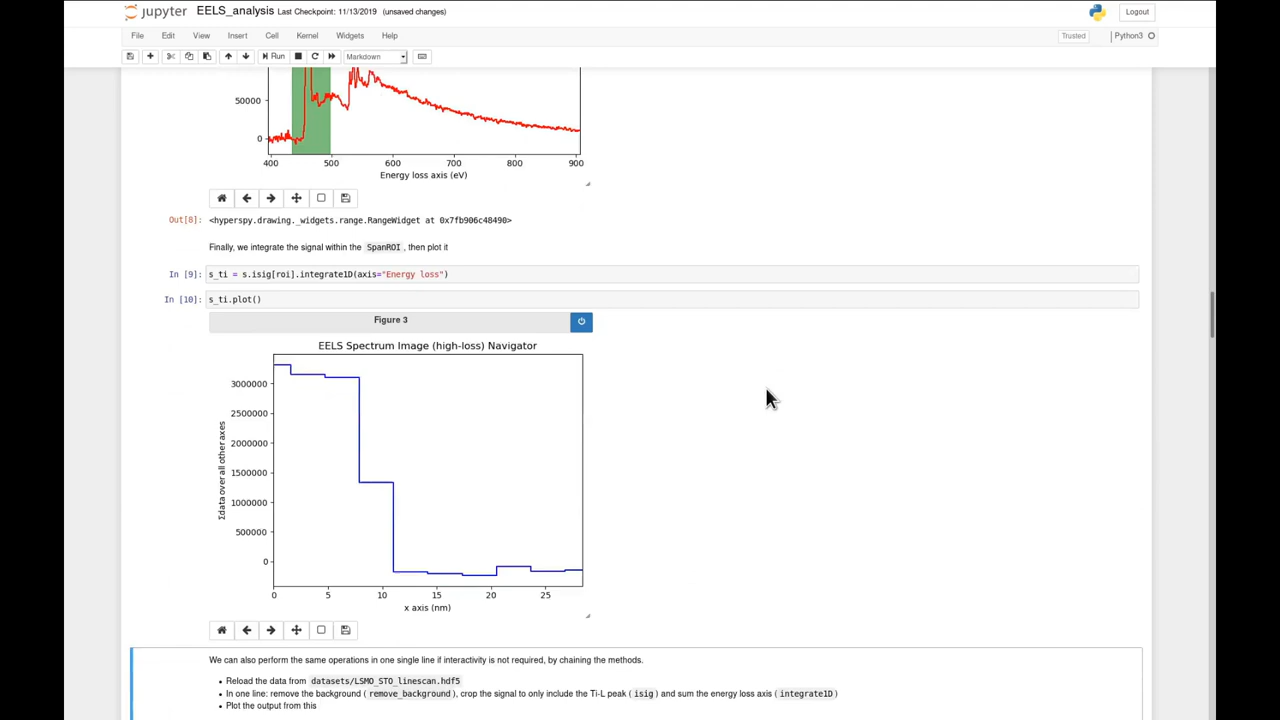 jupyter EELS_analysis Last Checkpoint: 11/13/2019 (unsaved changes) Logout
File Edit View Insert Cell Kernel Widgets Help Trusted Python3
Run Markdown
50000
0
400 500 600 700 800 900
Energy loss axis (eV)
Out[8]: <hyperspy.drawing._widgets.range.RangeWidget at 0x7fb906c48490>
Finally, we integrate the signal within the SpanROI , then plot it
In [9]: s_ti = s.isig[roi].integrate1D(axis="Energy loss")
In [10]: s_ti.plot()
Figure 3
EELS Spectrum Image (high-loss) Navigator
3000000
2500000
2000000
1500000
1000000
500000
0
Σdata over all other axes
0 5 10 15 20 25
x axis (nm)
We can also perform the same operations in one single line if interactivity is not required, by chaining the methods.
• Reload the data from datasets/LSMO_STO_linescan.hdf5
• In one line: remove the background ( remove_background ), crop the signal to only include the Ti-L peak ( isig ) and sum the energy loss axis ( integrate1D )
• Plot the output from this